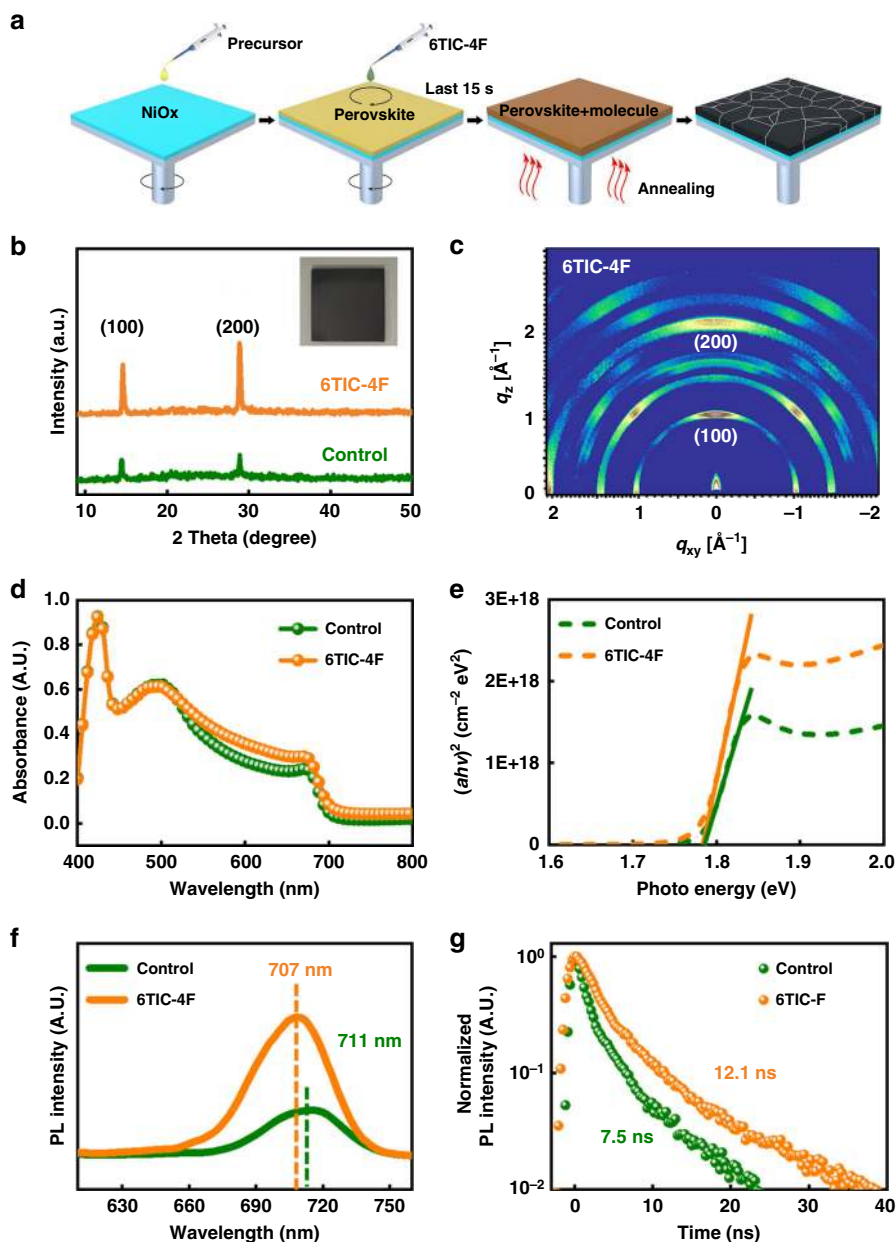 a
Precursor
6TIC-4F
Last 15 s
NiOx
Perovskite
Perovskite+molecule
Annealing
b
(100)
(200)
6TIC-4F
Control
Intensity (a.u.)
10 20 30 40 50
2 Theta (degree)
c
6TIC-4F
(200)
(100)
qz [Å⁻¹]
2
1
0
2 1 0 −1 −2
qxy [Å⁻¹]
d
Control
6TIC-4F
Absorbance (A.U.)
1.0
0.8
0.6
0.4
0.2
0.0
400 500 600 700 800
Wavelength (nm)
e
Control
6TIC-4F
(ahv)² (cm⁻² eV²)
3E+18
2E+18
1E+18
0
1.6 1.7 1.8 1.9 2.0
Photo energy (eV)
f
Control
6TIC-4F
707 nm
711 nm
PL intensity (A.U.)
630 660 690 720 750
Wavelength (nm)
g
Control
6TIC-F
12.1 ns
7.5 ns
Normalized
PL intensity (A.U.)
10⁰
10⁻¹
10⁻²
0 10 20 30 40
Time (ns)